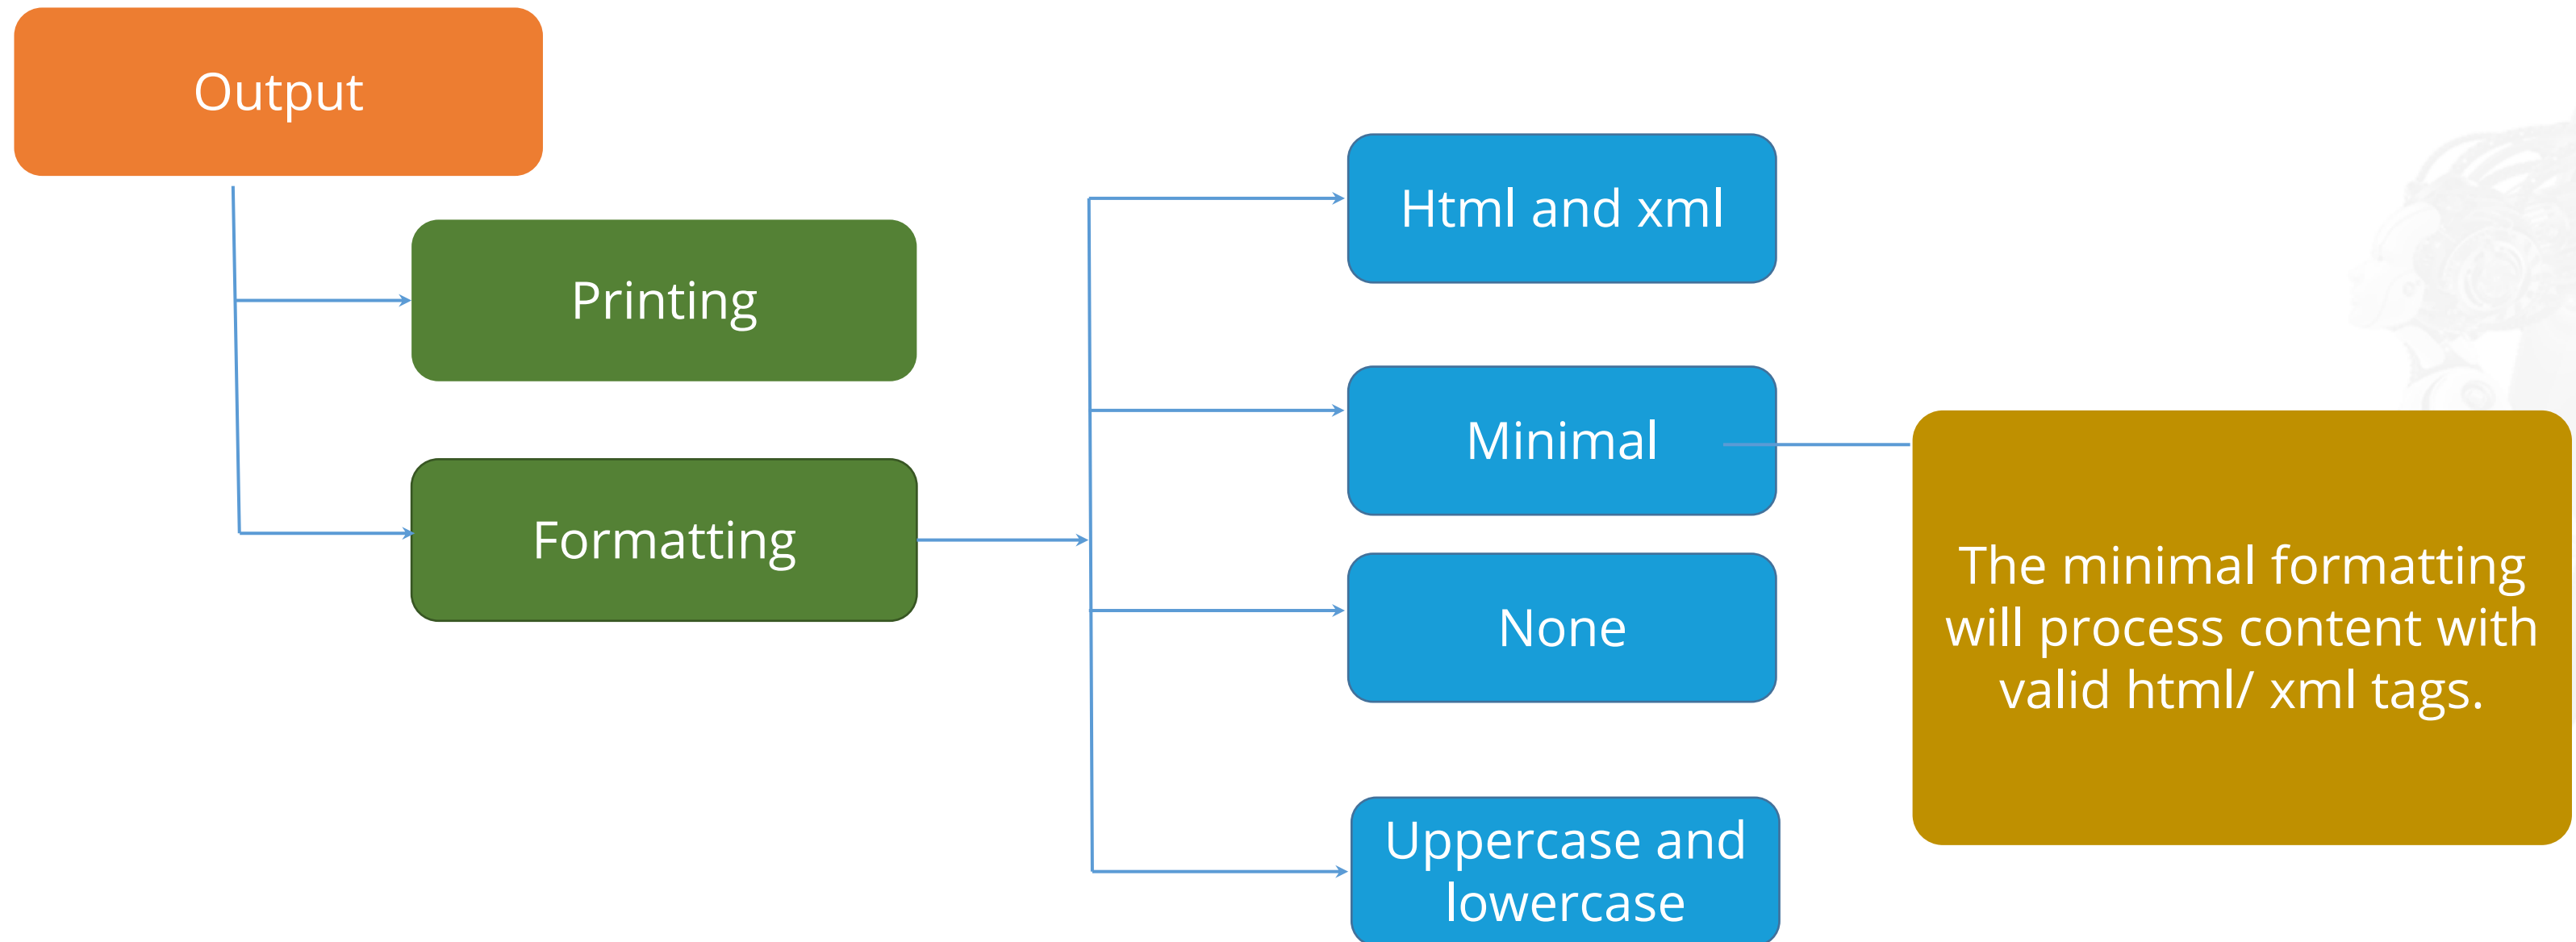 Output
Printing
Formatting
Html and xml
Minimal
None
Uppercase and
lowercase
The minimal formatting
will process content with
valid html/ xml tags.